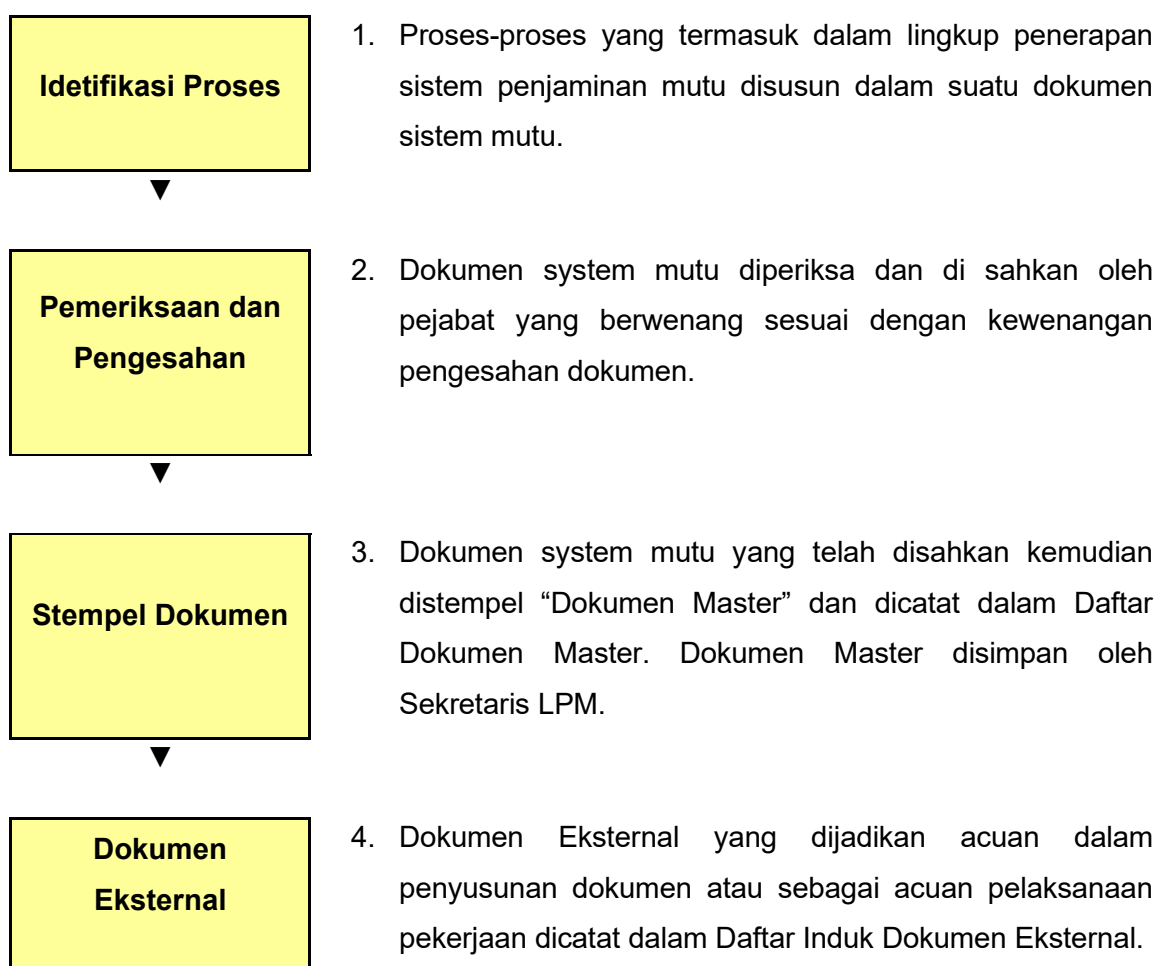 Idetifikasi Proses
1. Proses-proses yang termasuk dalam lingkup penerapan
sistem penjaminan mutu disusun dalam suatu dokumen
sistem mutu.
▼
Pemeriksaan dan
Pengesahan
2. Dokumen system mutu diperiksa dan di sahkan oleh
pejabat yang berwenang sesuai dengan kewenangan
pengesahan dokumen.
▼
Stempel Dokumen
3. Dokumen system mutu yang telah disahkan kemudian
distempel “Dokumen Master” dan dicatat dalam Daftar
Dokumen Master. Dokumen Master disimpan oleh
Sekretaris LPM.
▼
Dokumen
Eksternal
4. Dokumen Eksternal yang dijadikan acuan dalam
penyusunan dokumen atau sebagai acuan pelaksanaan
pekerjaan dicatat dalam Daftar Induk Dokumen Eksternal.